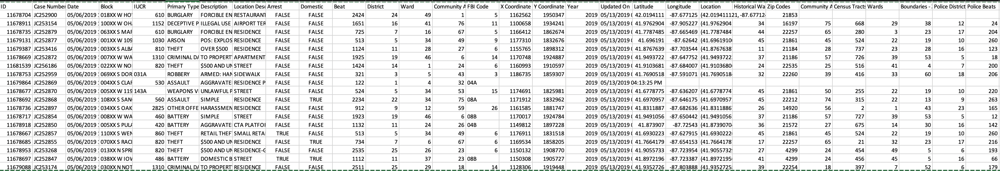 ID Case Number Date Block IUCR Primary Type Description Location Desc Arrest Domestic Beat District Ward Community A FBI Code X Coordinate Y Coordinate Year Updated On Latitude Longitude Location Historical Wa Zip Codes Community A Census Tracts Wards Boundaries - Police District Police Beats
11678704 JC252900 05/06/2019 018XX W HO 610 BURGLARY FORCIBLE EN RESTAURANT FALSE FALSE 2424 24 49 1 5 1162562 1950347 2019 05/13/2019 42.0194111 -87.677125 (42.019411121, -87.67712 21853
11678911 JC253154 05/06/2019 100XX W OH 1152 DECEPTIVE P ILLEGAL USE AIRPORT TER FALSE FALSE 1651 16 41 76 11 1100658 1934241 2019 05/13/2019 41.9762904 -87.905227 (41.9762904 34 16197 75 668 29 38 12 24
11678735 JC252879 05/06/2019 063XX S MA 610 BURGLARY FORCIBLE EN RESIDENCE FALSE FALSE 725 7 16 67 5 1166412 1862674 2019 05/13/2019 41.7787485 -87.665469 (41.7787484 44 22257 65 280 3 23 17 204
11679131 JC252877 05/06/2019 001XX W 109 1030 ARSON POS: EXPLOS RESIDENCE FALSE FALSE 513 5 34 49 9 1177310 1832676 2019 05/13/2019 41.696191 -87.62642 (41.6961910 45 21861 45 524 22 19 10 260
11679387 JC253416 05/06/2019 003XX S ALBA 810 THEFT OVER $500 RESIDENCE FALSE FALSE 1124 11 28 27 6 1155765 1898312 2019 05/13/2019 41.8767639 -87.703544 (41.8767638 11 21184 28 737 23 28 16 123
11678669 JC252872 05/06/2019 007XX W WA 1310 CRIMINAL DA TO PROPERT APARTMENT FALSE FALSE 1925 19 46 6 14 1170748 1924887 2019 05/13/2019 41.9493722 -87.647752 (41.9493722 37 21186 57 726 39 53 5 18
11681539 JC256186 05/06/2019 022XX W NO 820 THEFT $500 AND UN STREET FALSE FALSE 1424 14 1 24 6 1160993 1910597 2019 05/13/2019 41.9103681 -87.684007 (41.9103680 24 22535 25 516 41 4 7 200
11678753 JC252959 05/06/2019 069XX S DOR 031A ROBBERY ARMED: HAN SIDEWALK FALSE FALSE 321 3 5 43 3 1186735 1859307 2019 05/13/2019 41.7690518 -87.591071 (41.7690518 32 22260 39 416 33 60 18 206
11679864 JC252869 05/06/2019 004XX S CLA 530 ASSAULT AGGRAVATE RESIDENCE P FALSE FALSE 122 1 4 32 04A 2019 05/13/2019 04:13:25 PM
11678677 JC252870 05/06/2019 005XX W 119 143A WEAPONS V UNLAWFUL P STREET FALSE FALSE 524 5 34 53 15 1174691 1825981 2019 05/13/2019 41.6778775 -87.636207 (41.6778774 45 21861 50 255 22 19 10 220
11678692 JC252868 05/06/2019 108XX S SAN 560 ASSAULT SIMPLE RESIDENCE FALSE TRUE 2234 22 34 75 08A 1171912 1832962 2019 05/13/2019 41.6970957 -87.646175 (41.6970957 45 22212 74 315 22 13 9 263
11678736 JC252897 05/06/2019 034XX S OAK 2825 OTHER OFFE HARASSMEN RESIDENCE FALSE FALSE 912 9 12 59 26 1161585 1881747 2019 05/13/2019 41.8311887 -87.682636 (41.8311886 26 14920 56 2 1 43 23 165
11678717 JC252854 05/06/2019 008XX W WA 460 BATTERY SIMPLE STREET FALSE FALSE 1923 19 46 6 08B 1170017 1924784 2019 05/13/2019 41.9491056 -87.650442 (41.9491056 37 21186 57 727 39 53 5 12
11678918 JC252850 05/06/2019 005XX S PULA 420 BATTERY AGGRAVATE CTA PLATFO FALSE FALSE 1132 11 24 26 04B 1149812 1897228 2019 05/13/2019 41.873907 -87.72543 (41.8739070 36 21572 27 675 14 30 16 142
11678667 JC252857 05/06/2019 110XX S WEN 860 THEFT RETAIL THEF SMALL RETA TRUE FALSE 513 5 34 49 6 1176911 1831518 2019 05/13/2019 41.6930223 -87.627915 (41.6930222 45 21861 45 524 22 19 10 260
11678685 JC252855 05/06/2019 070XX S RACI 820 THEFT $500 AND UN RESIDENCE FALSE TRUE 734 7 6 67 6 1169534 1858205 2019 05/13/2019 41.7664179 -87.654153 (41.7664178 17 22257 65 21 32 23 17 216
11678953 JC253268 05/06/2019 013XX N SPRI 820 THEFT $500 AND UN RESIDENCE-G FALSE FALSE 2535 25 26 23 6 1150132 1908770 2019 05/13/2019 41.9055733 -87.723954 (41.9055732 27 4299 24 454 49 5 6 193
11678697 JC252847 05/06/2019 038XX W IOW 486 BATTERY DOMESTIC B STREET TRUE TRUE 1112 11 37 23 08B 1150308 1905727 2019 05/13/2019 41.8972196 -87.723387 (41.8972195 41 4299 24 456 45 5 16 66
11679088 JC253174 05/06/2019 030XX N NOT 1310 CRIMINAL DA TO PROPERT RESIDENCE FALSE FALSE 2511 25 29 18 14 1128306 1919448 2019 05/13/2019 41.9352726 -87.803888 (41.9352725 39 22254 18 397 7 52 6 179